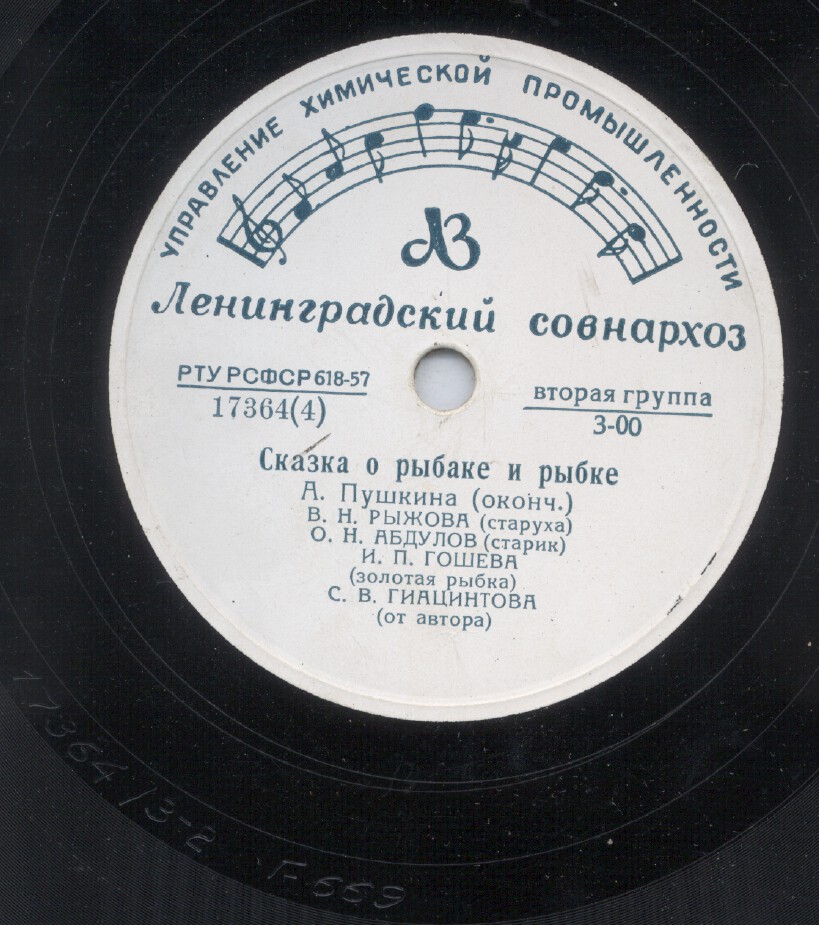 УПРАВЛЕНИЕ ХИМИЧЕСКОЙ ПРОМЫШЛЕННОСТИ
ЛЗ
Ленинградский совнархоз
РТУ РСФСР 618-57
17364(4)
вторая группа
3-00
Сказка о рыбаке и рыбке
А. Пушкина (оконч.)
В. Н. РЫЖОВА (старуха)
О. Н. АБДУЛОВ (старик)
И. П. ГОШЕВА
(золотая рыбка)
С. В. ГИАЦИНТОВА
(от автора)
17364/3-2 F659